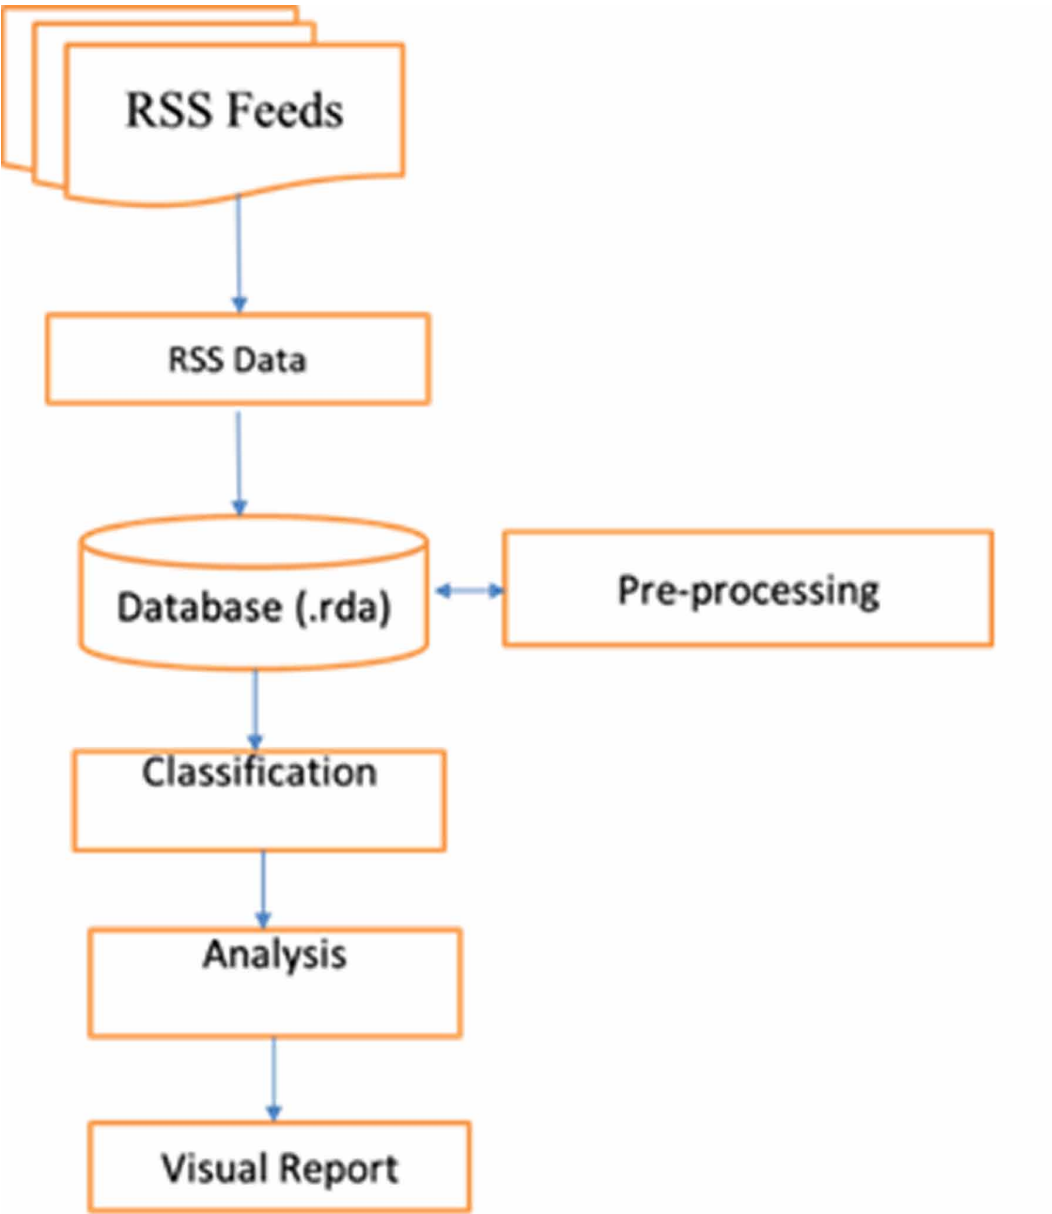 RSS Feeds
RSS Data
Database (.rda)
Pre-processing
Classification
Analysis
Visual Report